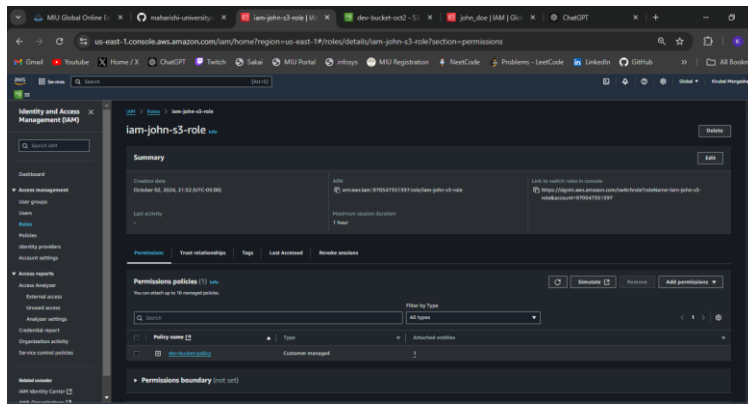 MIU Global Online Ed
maharishi-university/
iam-john-s3-role | IAM
dev-bucket-oct2 - S3
john_doe | IAM | Glo
ChatGPT
us-east-1.console.aws.amazon.com/iam/home?region=us-east-1#/roles/details/iam-john-s3-role?section=permissions
Gmail
Youtube
Home / X
ChatGPT
Twitch
Sakai
MIU Portal
infosys
MIU Registration
NeetCode
Problems - LeetCode
LinkedIn
GitHub
All Bookm
aws
Services
Search
[Alt+S]
Global
S3
Identity and Access
Management (IAM)
Search IAM
Dashboard
Access management
User groups
Users
Roles
Policies
Identity providers
Account settings
Access reports
Access Analyzer
External access
Unused access
Analyzer settings
Credential report
Organization activity
Service control policies
Related consoles
IAM Identity Center
IAM > Roles > iam-john-s3-role
iam-john-s3-role Info
Delete
Summary
Edit
Creation date
October 02, 2024, 21:52 (UTC-05:00)
Last activity
-
ARN
arn:aws:iam::970547351397:role/iam-john-s3-role
Maximum session duration
1 hour
Link to switch roles in console
https://signin.aws.amazon.com/switchrole?roleName=iam-john-s3-
role&account=970547351397
Permissions
Trust relationships
Tags
Last Accessed
Revoke sessions
Permissions policies (1) Info
You can attach up to 10 managed policies.
Simulate
Remove
Add permissions
Filter by Type
Search
All types
1
Policy name
Type
Attached entities
dev-bucket-policy
Customer managed
1
Permissions boundary (not set)